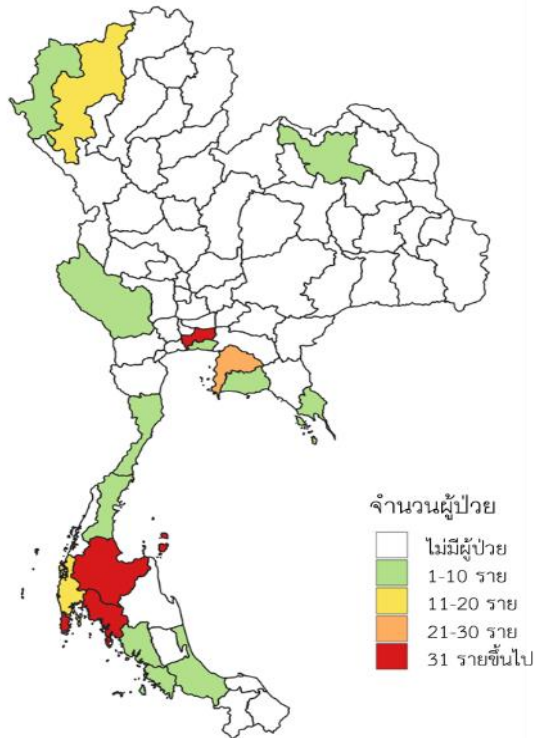 จำนวนผู้ป่วย
ไม่มีผู้ป่วย
1-10 ราย
11-20 ราย
21-30 ราย
31 รายขึ้นไป